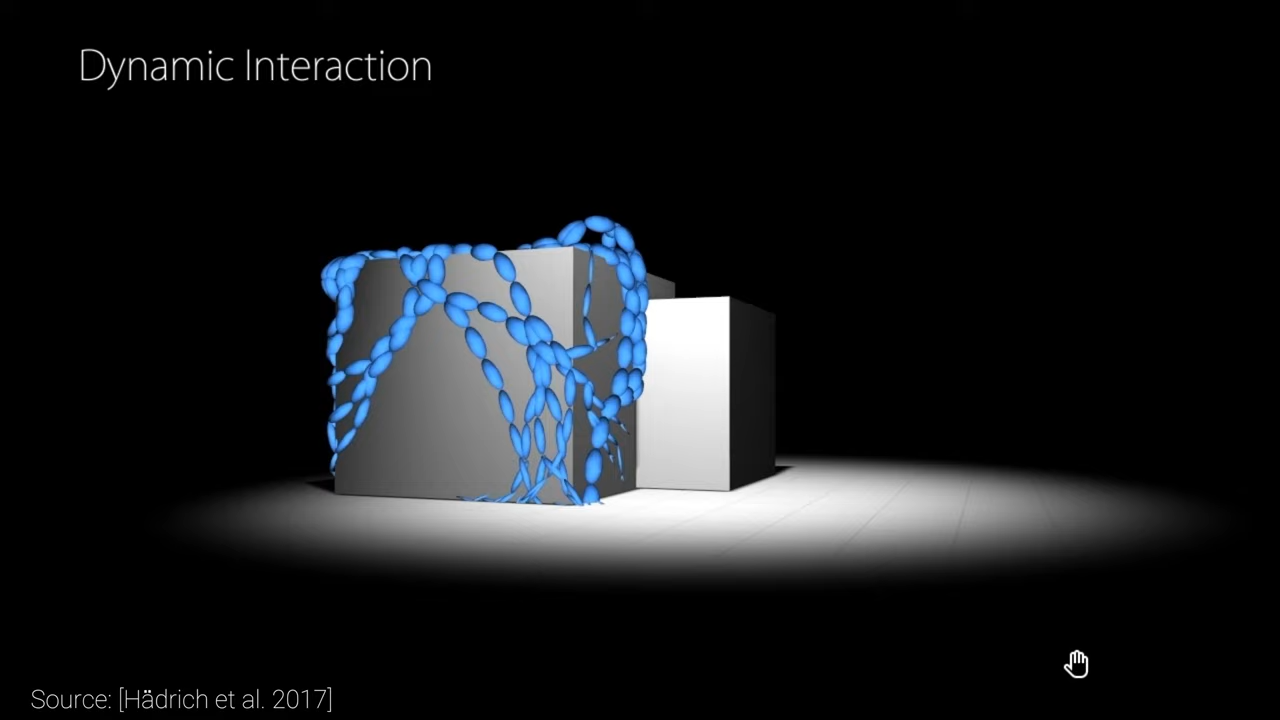 Dynamic Interaction
Source: [Hädrich et al. 2017]